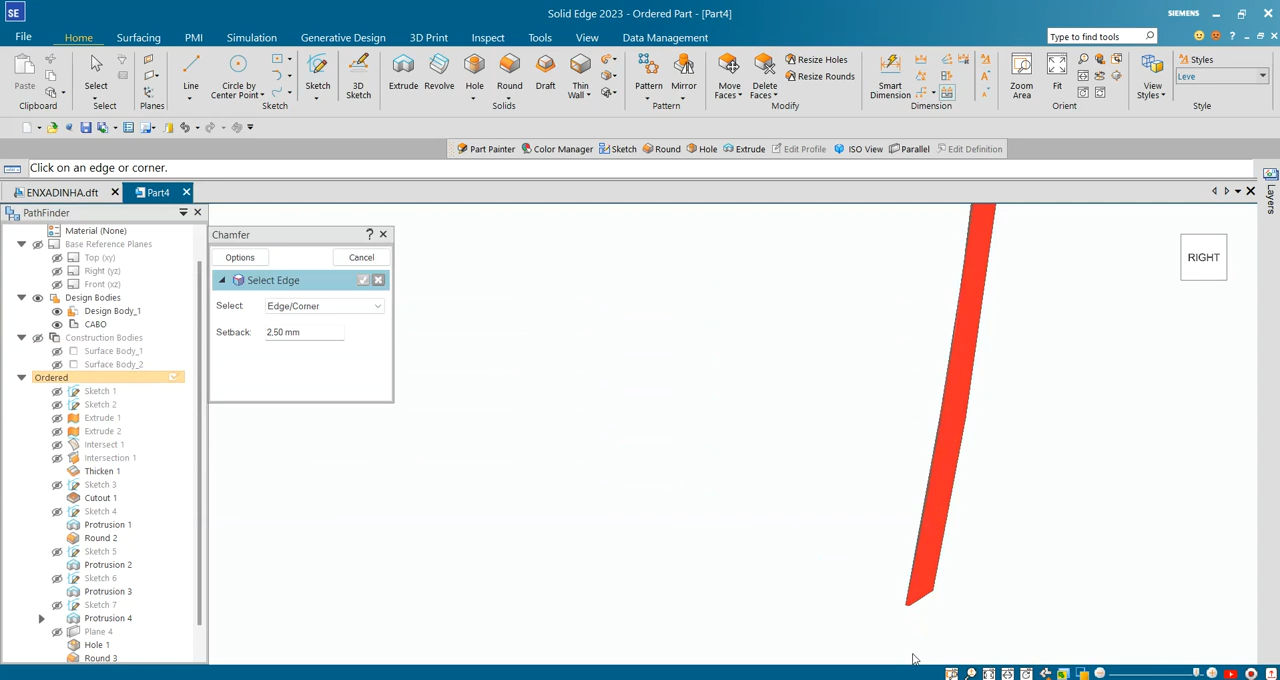 SE
Solid Edge 2023 - Ordered Part - [Part4]
SIEMENS
File
Home
Surfacing
PMI
Simulation
Generative Design
3D Print
Inspect
Tools
View
Data Management
Type to find tools
Paste
Clipboard
Select
Select
Planes
Line
Circle by
Center Point
Sketch
Sketch
3D
Sketch
Extrude
Revolve
Hole
Round
Draft
Thin
Wall
Solids
Pattern
Mirror
Pattern
Move
Faces
Delete
Faces
Resize Holes
Resize Rounds
Modify
Smart
Dimension
Dimension
Zoom
Area
Fit
Orient
View
Styles
Styles
Leve
Style
Part Painter
Color Manager
Sketch
Round
Hole
Extrude
Edit Profile
ISO View
Parallel
Edit Definition
Click on an edge or corner.
ENXADINHA.dft
Part4
PathFinder
Material (None)
Base Reference Planes
Top (xy)
Right (yz)
Front (xz)
Design Bodies
Design Body_1
CABO
Construction Bodies
Surface Body_1
Surface Body_2
Ordered
Sketch 1
Sketch 2
Extrude 1
Extrude 2
Intersect 1
Intersection 1
Thicken 1
Sketch 3
Cutout 1
Sketch 4
Protrusion 1
Round 2
Sketch 5
Protrusion 2
Sketch 6
Protrusion 3
Sketch 7
Protrusion 4
Plane 4
Hole 1
Round 3
Chamfer
Options
Cancel
Select Edge
Select:
Edge/Corner
Setback:
2,50 mm
RIGHT
Layers